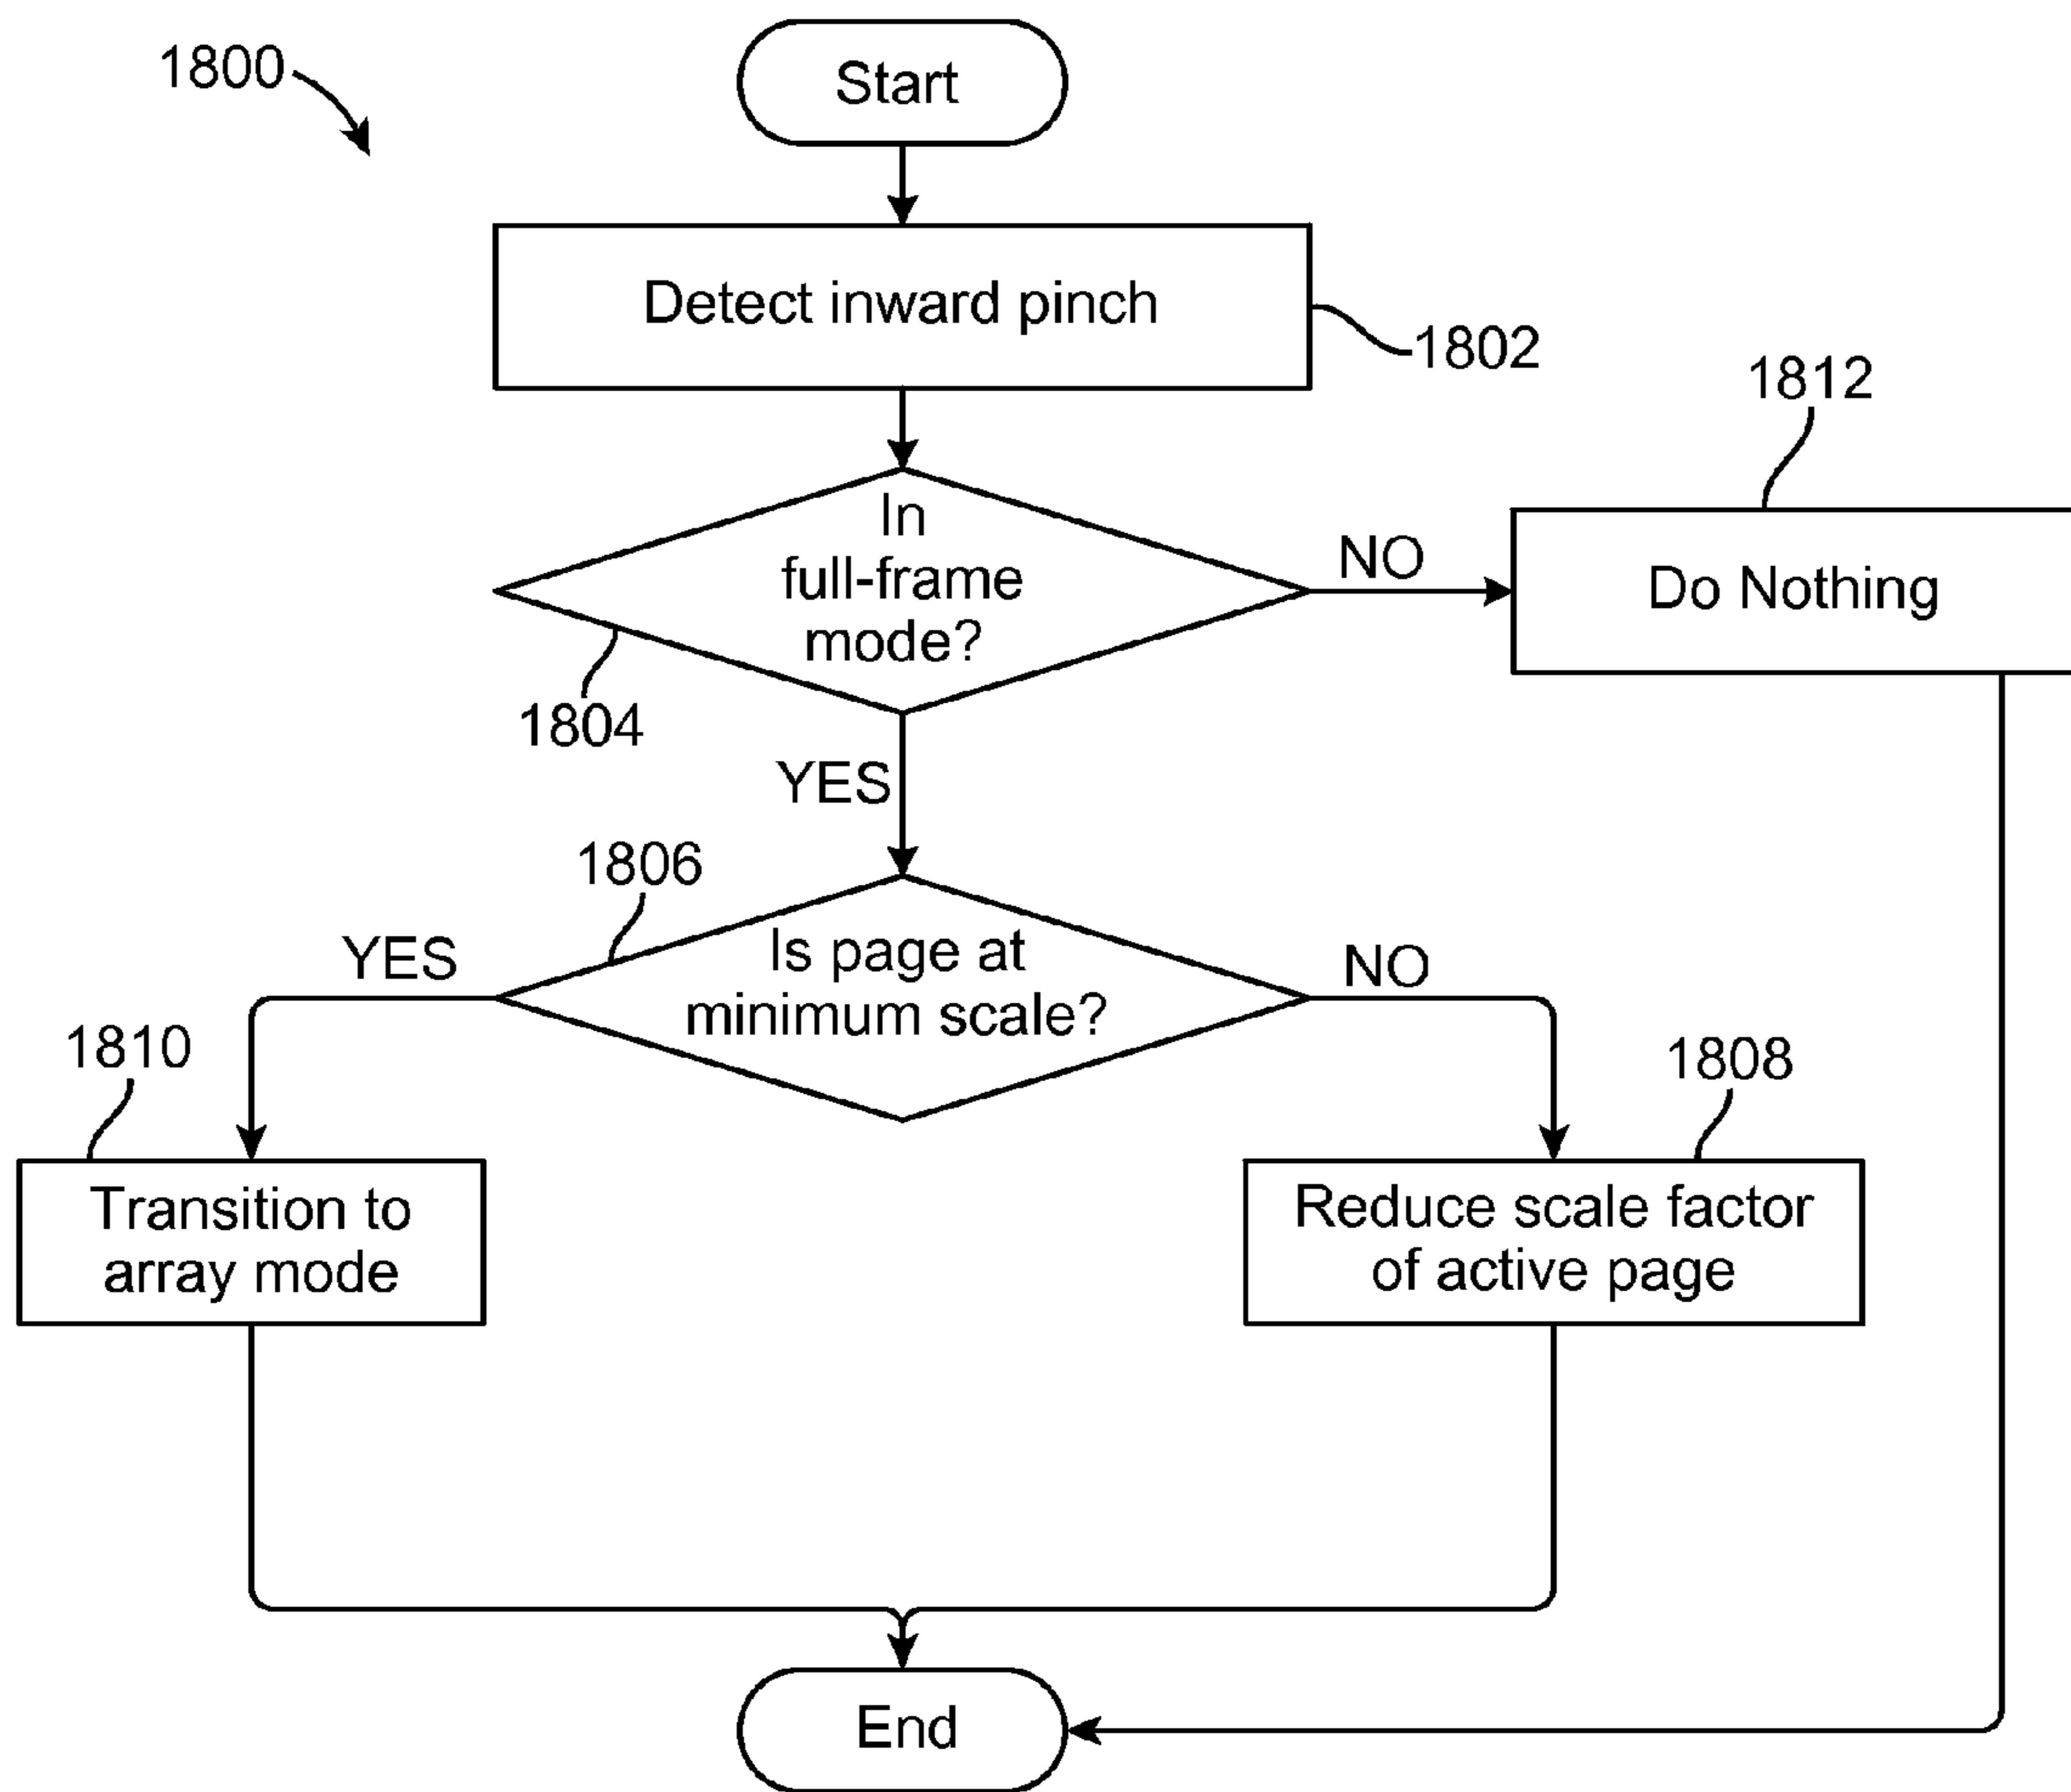 1800
Start
Detect inward pinch
1802
1812
In
full-frame
mode?
NO
Do Nothing
1804
YES
1806
Is page at
minimum scale?
YES
NO
1810
1808
Transition to
array mode
Reduce scale factor
of active page
End